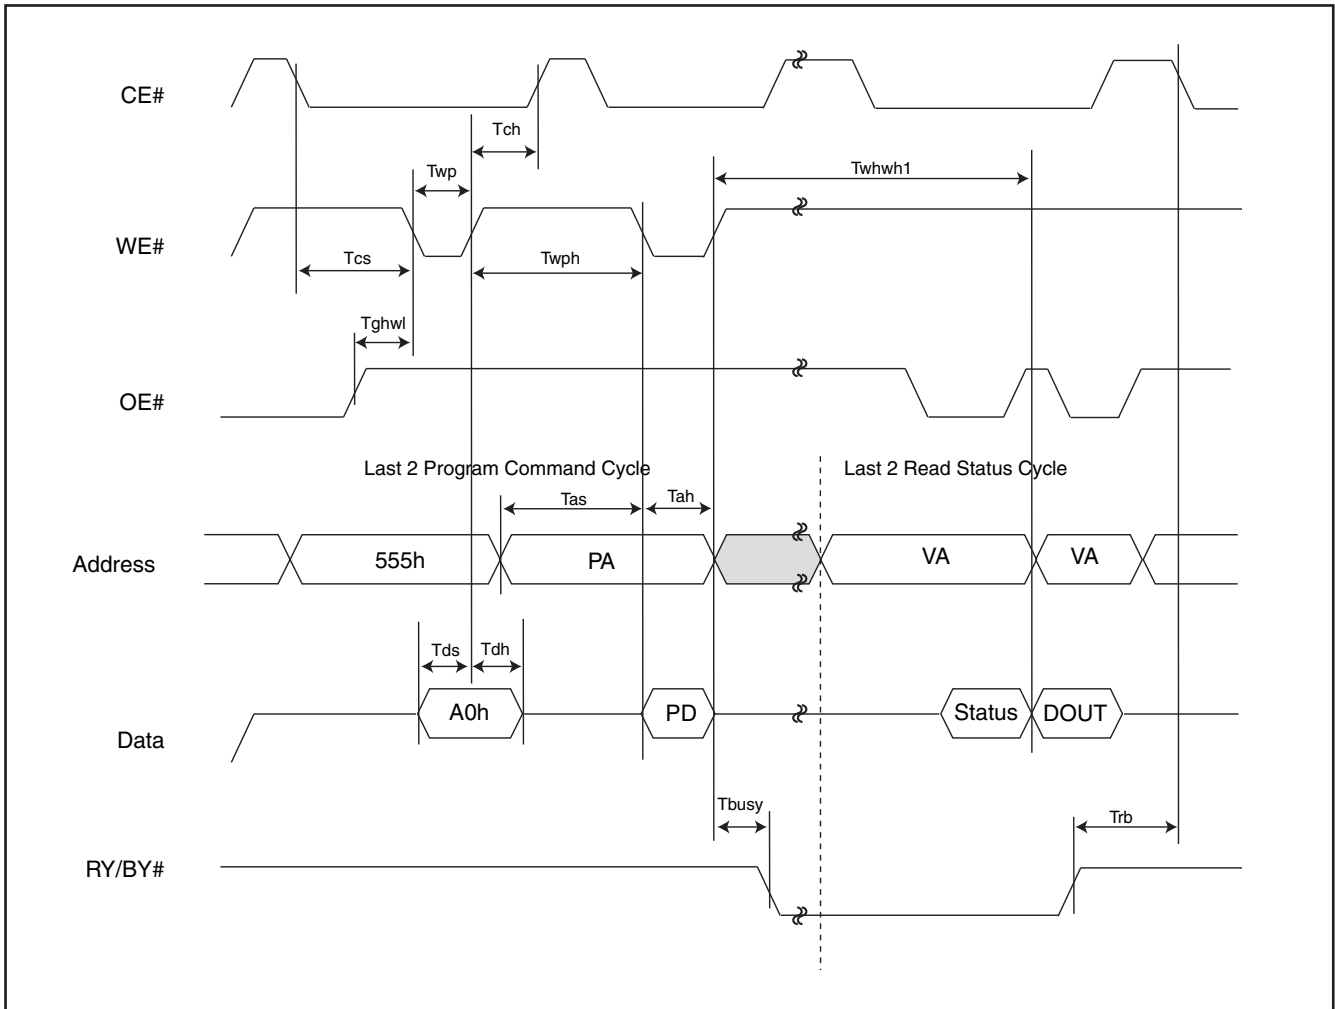 CE#
Tch
Twp
Twhwh1
WE#
Tcs
Twph
Tghwl
OE#
Last 2 Program Command Cycle
Last 2 Read Status Cycle
Tas
Tah
Address
555h
PA
VA
VA
Tds
Tdh
A0h
PD
Status
DOUT
Data
Tbusy
Trb
RY/BY#